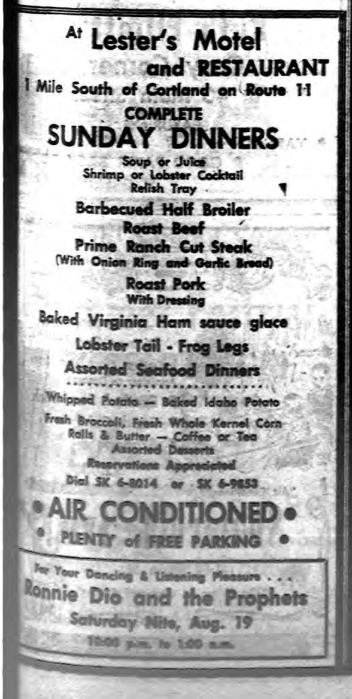 At Lester's Motel
and RESTAURANT
1 Mile South of Cortland on Route 11
COMPLETE
SUNDAY DINNERS
Soup or Juice
Shrimp or Lobster Cocktail
Relish Tray
Barbecued Half Broiler
Roast Beef
Prime Ranch Cut Steak
(With Onion Ring and Garlic Bread)
Roast Pork
With Dressing
Baked Virginia Ham sauce glace
Lobster Tail - Frog Legs
Assorted Seafood Dinners
Whipped Potato — Baked Idaho Potato
Fresh Broccoli, Fresh Whole Kernel Corn
Rolls & Butter — Coffee or Tea
Assorted Desserts
Reservations Appreciated
Dial SK 6-8014 or SK 6-9853
• AIR CONDITIONED •
• PLENTY of FREE PARKING •
For Your Dancing & Listening Pleasure . . .
Ronnie Dio and the Prophets
Saturday Nite, Aug. 19
10:00 p.m. to 1:00 a.m.